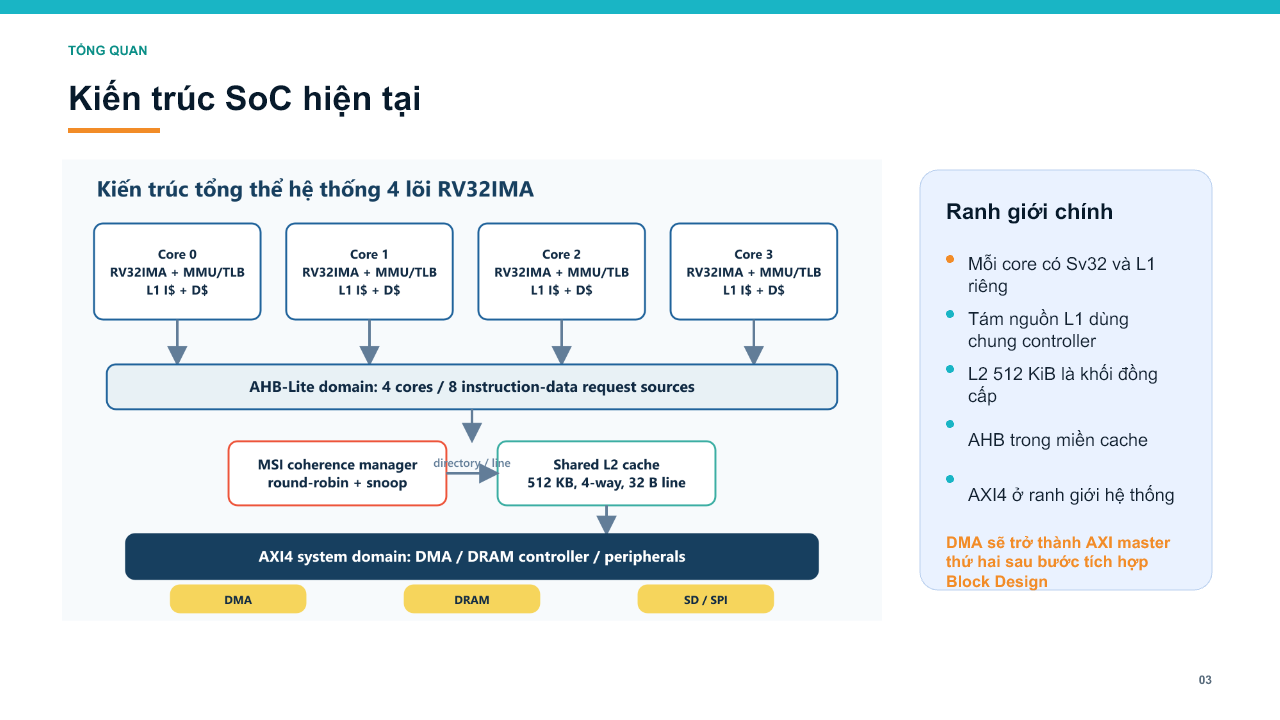 TỔNG QUAN
Kiến trúc SoC hiện tại
Kiến trúc tổng thể hệ thống 4 lõi RV32IMA
Core 0
RV32IMA + MMU/TLB
L1 I$ + D$
Core 1
RV32IMA + MMU/TLB
L1 I$ + D$
Core 2
RV32IMA + MMU/TLB
L1 I$ + D$
Core 3
RV32IMA + MMU/TLB
L1 I$ + D$
AHB-Lite domain: 4 cores / 8 instruction-data request sources
MSI coherence manager
round-robin + snoop
directory / line
Shared L2 cache
512 KB, 4-way, 32 B line
AXI4 system domain: DMA / DRAM controller / peripherals
DMA
DRAM
SD / SPI
Ranh giới chính
Mỗi core có Sv32 và L1
riêng
Tám nguồn L1 dùng
chung controller
L2 512 KiB là khối đồng
cấp
AHB trong miền cache
AXI4 ở ranh giới hệ thống
DMA sẽ trở thành AXI master
thứ hai sau bước tích hợp
Block Design
03